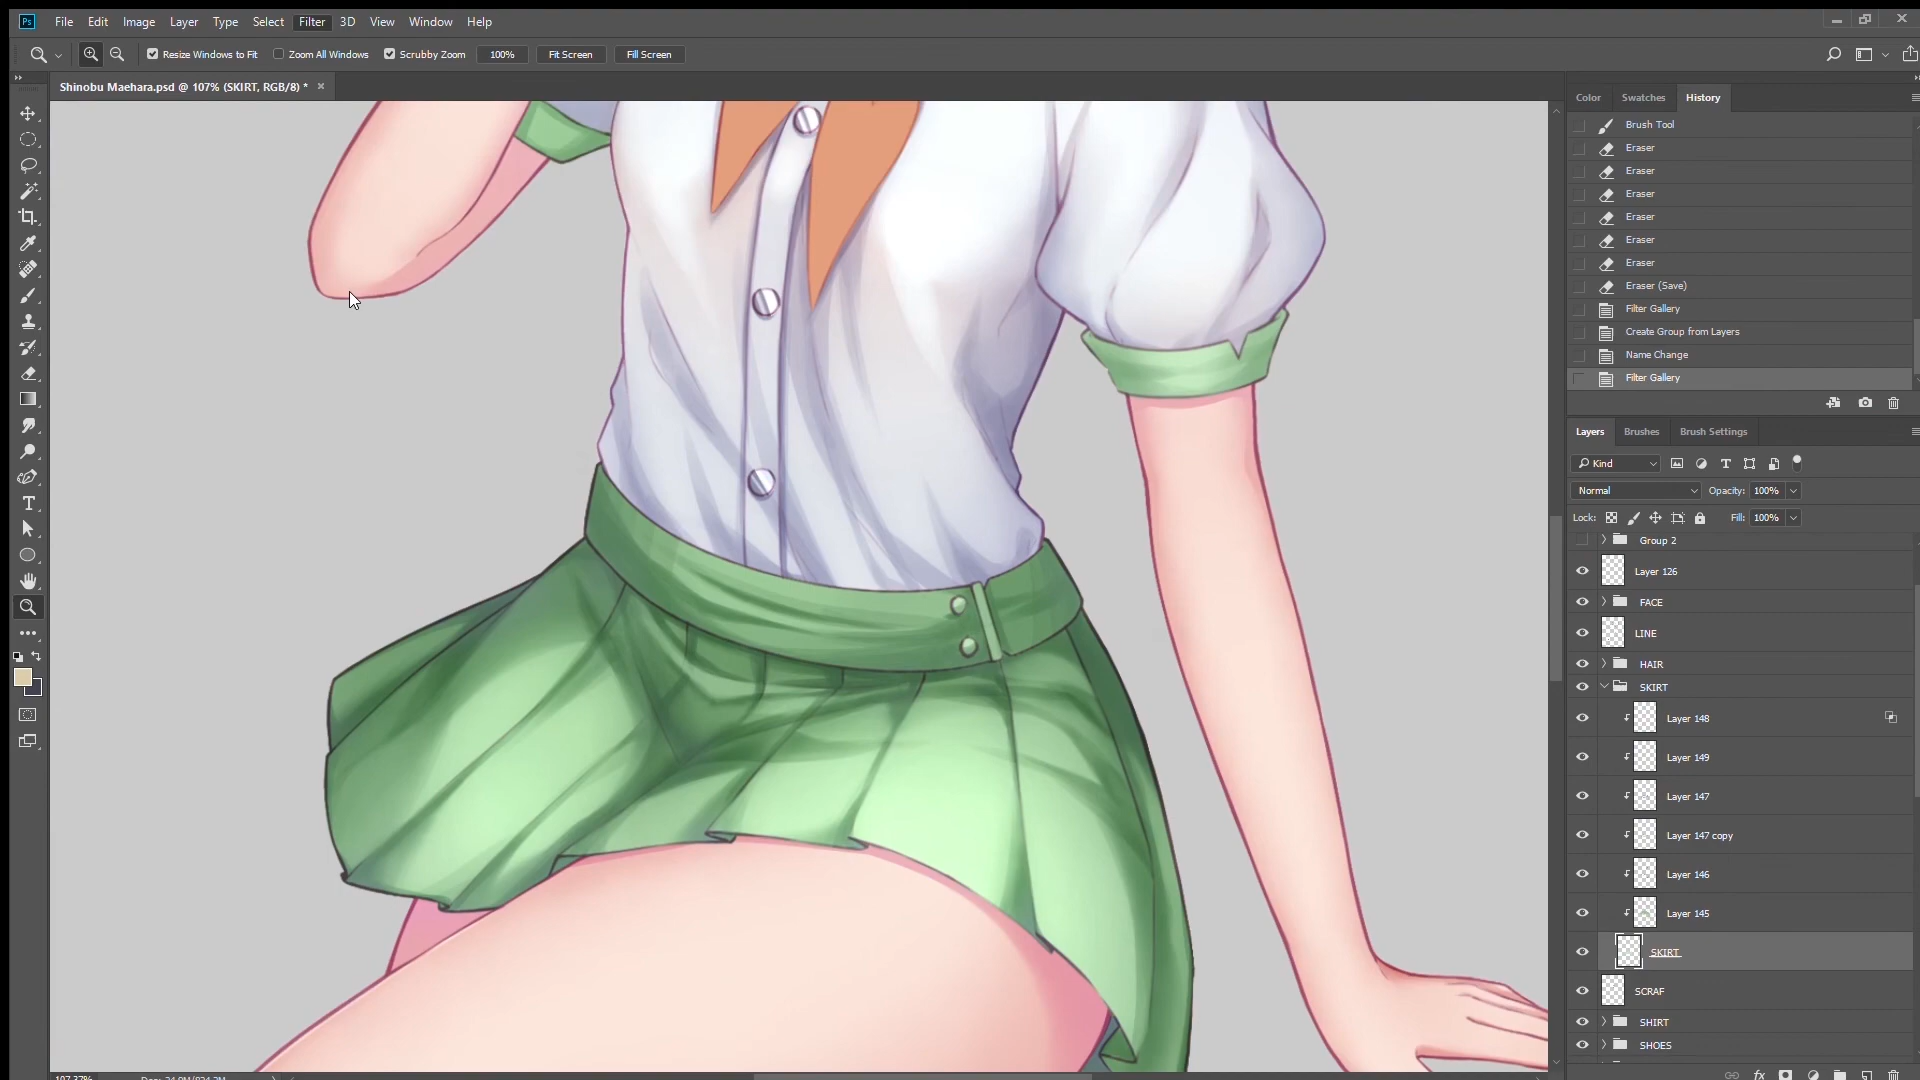 Ps File Edit Image Layer Type Select Filter 3D View Window Help
Resize Windows to Fit Zoom All Windows Scrubby Zoom 100% Fit Screen Fill Screen
Shinobu Maehara.psd @ 107% (SKIRT, RGB/8) *
Color Swatches History
Brush Tool
Eraser
Eraser
Eraser
Eraser
Eraser
Eraser
Eraser (Save)
Filter Gallery
Create Group from Layers
Name Change
Filter Gallery
Layers Brushes Brush Settings
Kind
Normal Opacity: 100%
Lock: Fill: 100%
Group 2
Layer 126
FACE
LINE
HAIR
SKIRT
Layer 148
Layer 149
Layer 147
Layer 147 copy
Layer 146
Layer 145
SKIRT
SCRAF
SHIRT
SHOES
fx
107.37%